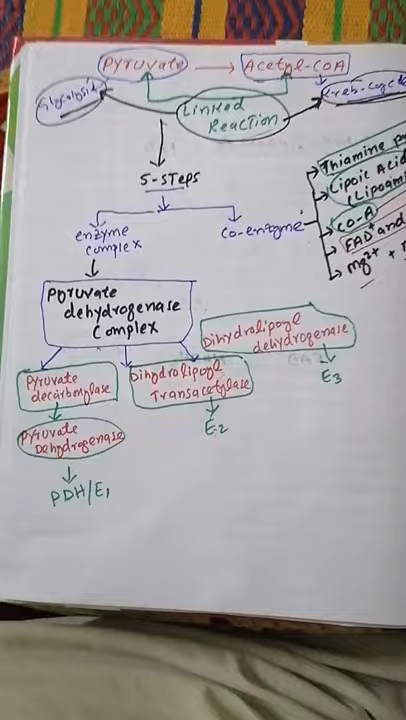 Pyruvate → Acetyl-COA
Glycolysis
Linked
Reaction
Kreb-Cycle
5-Steps
enzyme
complex
Co-enzyme
Thiamine
Lipoic Acid
CO-A
FAD⁺ and
Mg²⁺ +
Pyruvate
dehydrogenase
Complex
Dihydrolipoyl
dehydrogenase
E3
Pyruvate
decarboxylase
Dihydrolipoyl
Transacetylase
E2
Pyruvate
Dehydrogenase
PDH/E1